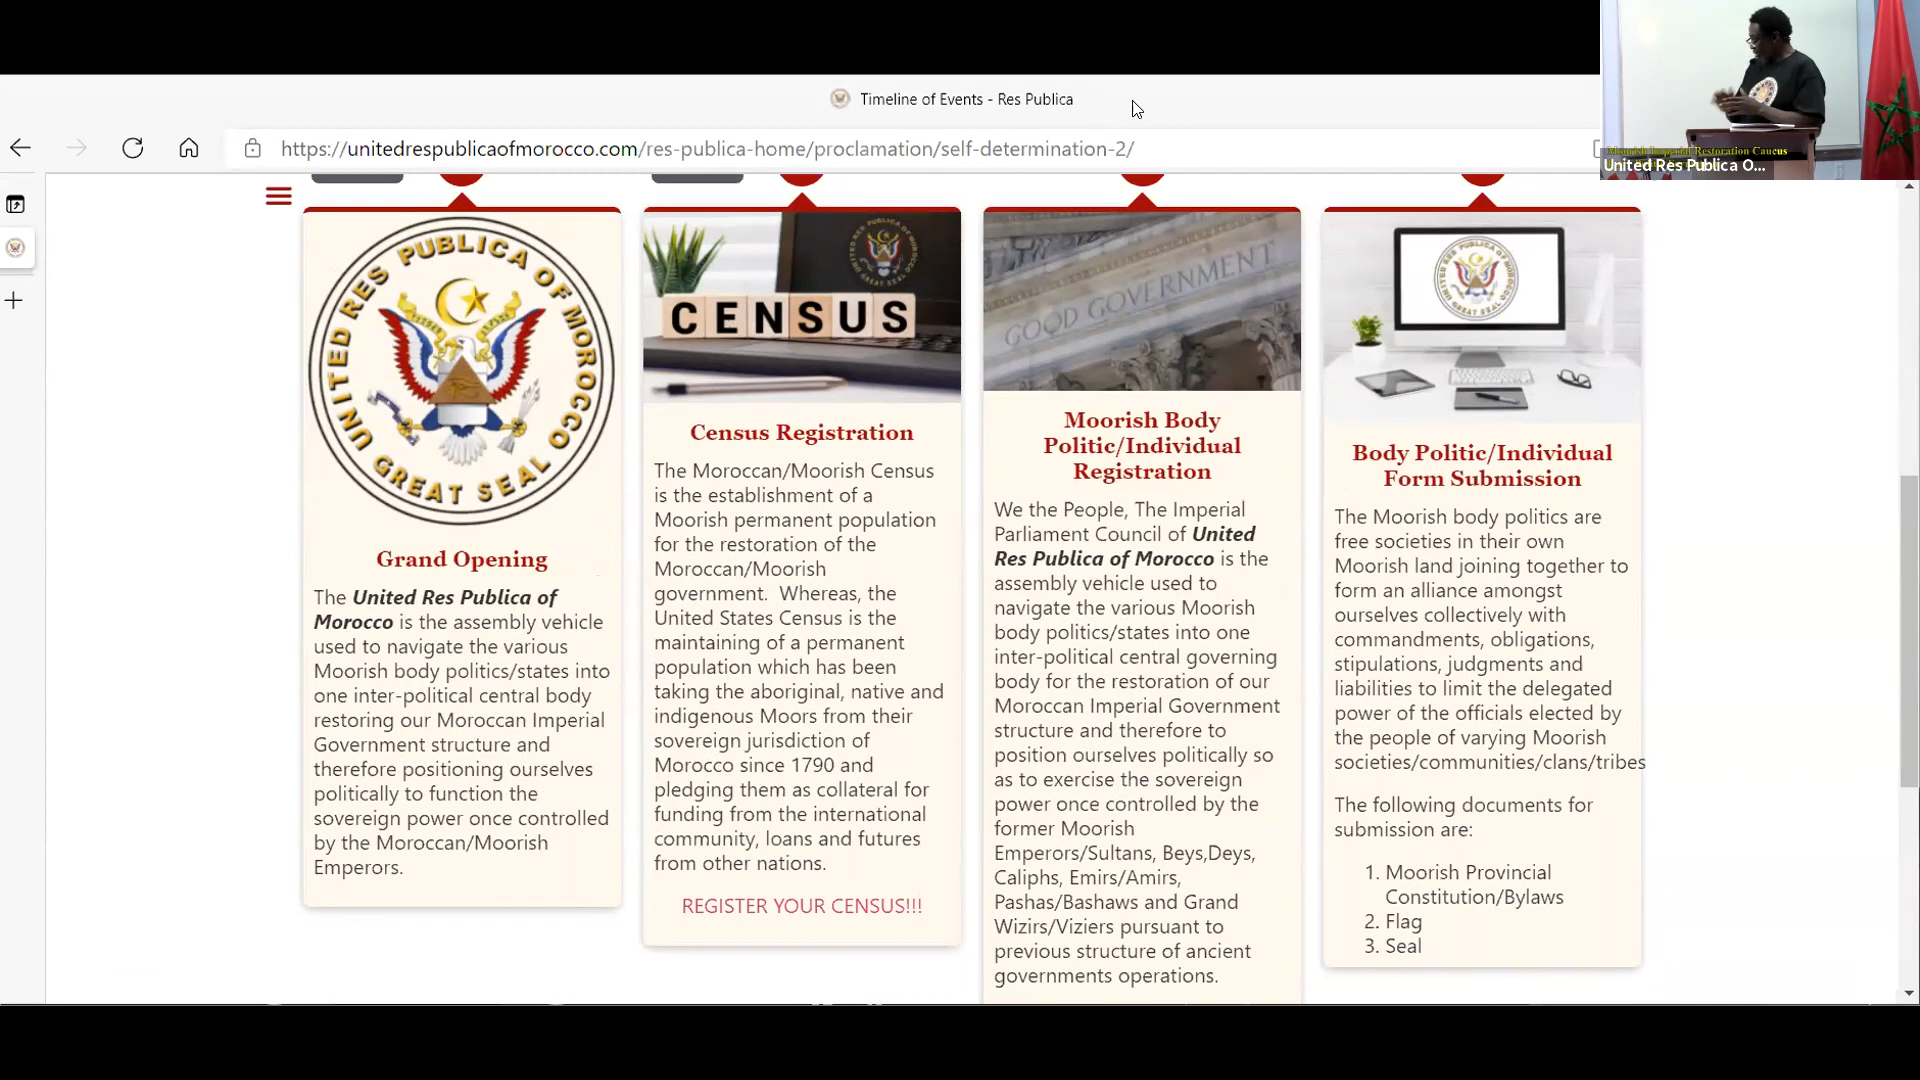 Timeline of Events - Res Publica
https://unitedrespublicaofmorocco.com/res-publica-home/proclamation/self-determination-2/
Moorish Imperial Restoration Caucus
United Res Publica O...
UNITED RES PUBLICA OF MOROCCO
GREAT SEAL
Grand Opening
The United Res Publica of
Morocco is the assembly vehicle
used to navigate the various
Moorish body politics/states into
one inter-political central body
restoring our Moroccan Imperial
Government structure and
therefore positioning ourselves
politically to function the
sovereign power once controlled
by the Moroccan/Moorish
Emperors.
CENSUS
Census Registration
The Moroccan/Moorish Census
is the establishment of a
Moorish permanent population
for the restoration of the
Moroccan/Moorish
government.  Whereas, the
United States Census is the
maintaining of a permanent
population which has been
taking the aboriginal, native and
indigenous Moors from their
sovereign jurisdiction of
Morocco since 1790 and
pledging them as collateral for
funding from the international
community, loans and futures
from other nations.
REGISTER YOUR CENSUS!!!
GOOD GOVERNMENT
Moorish Body
Politic/Individual
Registration
We the People, The Imperial
Parliament Council of United
Res Publica of Morocco is the
assembly vehicle used to
navigate the various Moorish
body politics/states into one
inter-political central governing
body for the restoration of our
Moroccan Imperial Government
structure and therefore to
position ourselves politically so
as to exercise the sovereign
power once controlled by the
former Moorish
Emperors/Sultans, Beys,Deys,
Caliphs, Emirs/Amirs,
Pashas/Bashaws and Grand
Wizirs/Viziers pursuant to
previous structure of ancient
governments operations.
UNITED RES PUBLICA OF MOROCCO
GREAT SEAL
Body Politic/Individual
Form Submission
The Moorish body politics are
free societies in their own
Moorish land joining together to
form an alliance amongst
ourselves collectively with
commandments, obligations,
stipulations, judgments and
liabilities to limit the delegated
power of the officials elected by
the people of varying Moorish
societies/communities/clans/tribes
The following documents for
submission are:
1. Moorish Provincial
Constitution/Bylaws
2. Flag
3. Seal